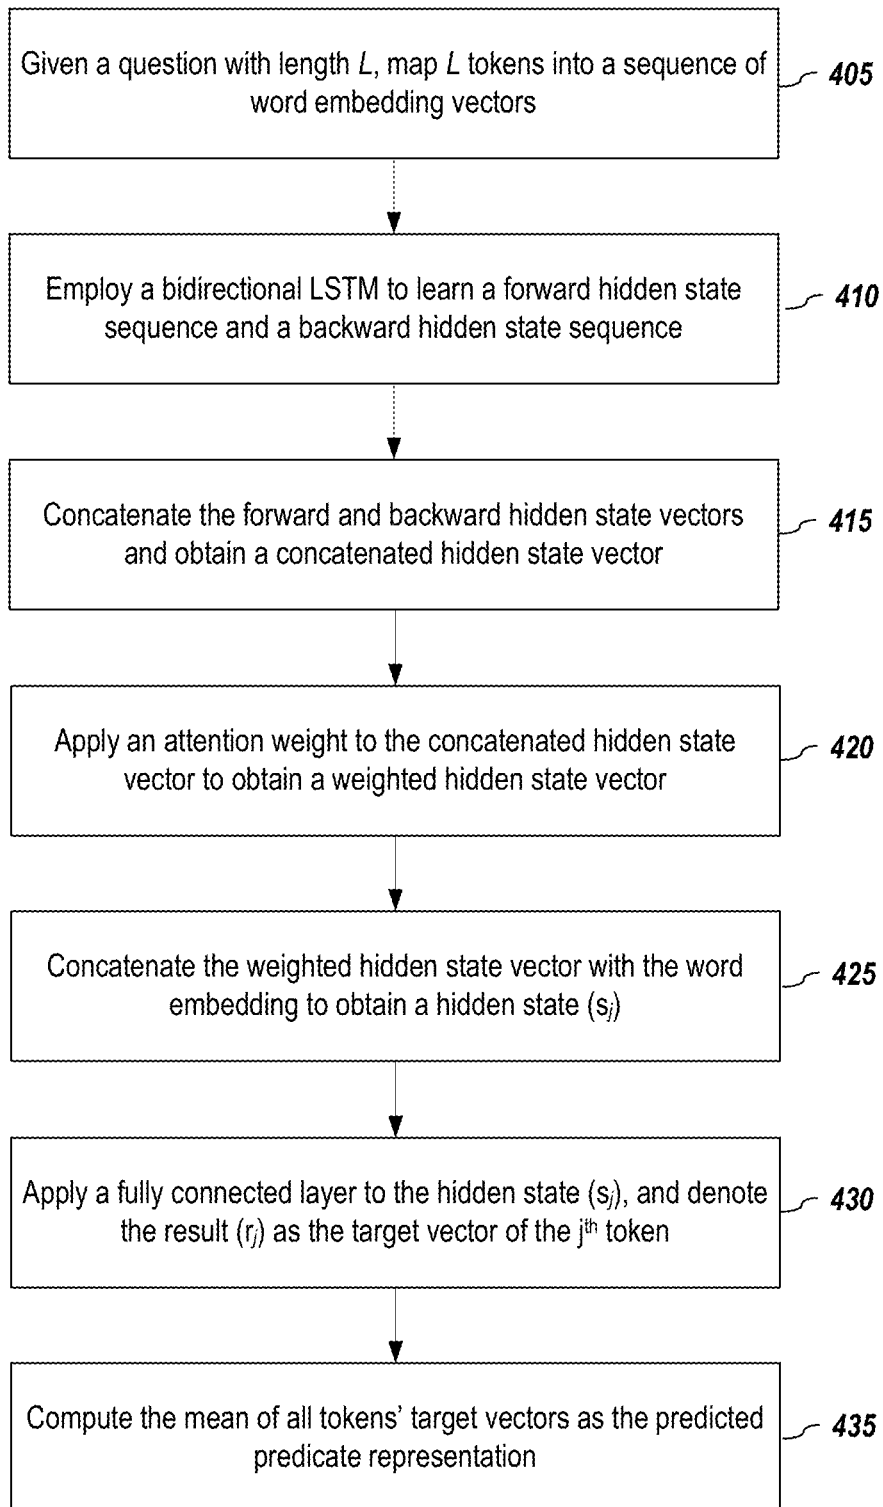 Given a question with length L, map L tokens into a sequence of
word embedding vectors
405
Employ a bidirectional LSTM to learn a forward hidden state
sequence and a backward hidden state sequence
410
Concatenate the forward and backward hidden state vectors
and obtain a concatenated hidden state vector
415
Apply an attention weight to the concatenated hidden state
vector to obtain a weighted hidden state vector
420
Concatenate the weighted hidden state vector with the word
embedding to obtain a hidden state (sj)
425
Apply a fully connected layer to the hidden state (sj), and denote
the result (rj) as the target vector of the jth token
430
Compute the mean of all tokens’ target vectors as the predicted
predicate representation
435